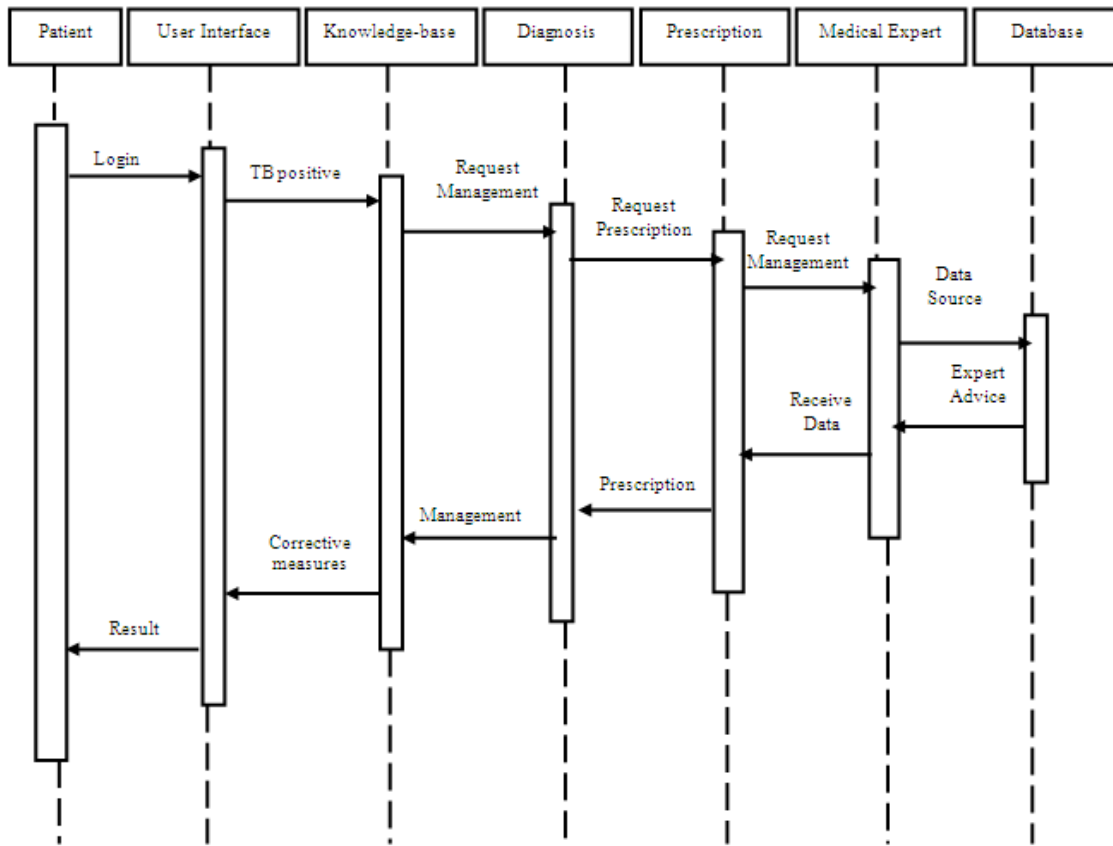 Patient
User Interface
Knowledge-base
Diagnosis
Prescription
Medical Expert
Database
Login
TB positive
Request
Management
Request
Prescription
Request
Management
Data
Source
Expert
Advice
Receive
Data
Prescription
Management
Corrective
measures
Result